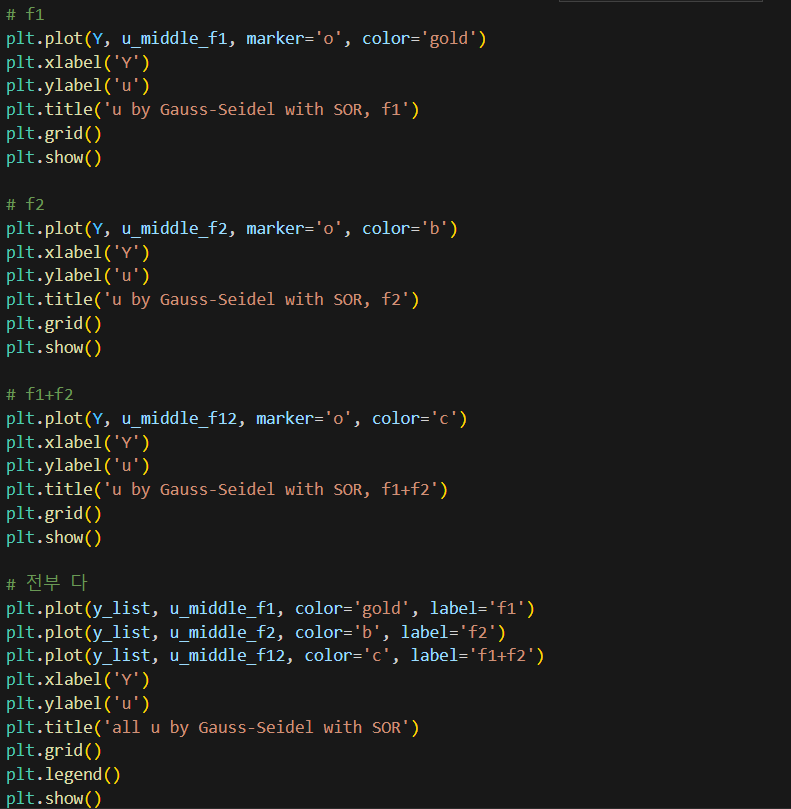 # f1
plt.plot(Y, u_middle_f1, marker='o', color='gold')
plt.xlabel('Y')
plt.ylabel('u')
plt.title('u by Gauss-Seidel with SOR, f1')
plt.grid()
plt.show()
# f2
plt.plot(Y, u_middle_f2, marker='o', color='b')
plt.xlabel('Y')
plt.ylabel('u')
plt.title('u by Gauss-Seidel with SOR, f2')
plt.grid()
plt.show()
# f1+f2
plt.plot(Y, u_middle_f12, marker='o', color='c')
plt.xlabel('Y')
plt.ylabel('u')
plt.title('u by Gauss-Seidel with SOR, f1+f2')
plt.grid()
plt.show()
# 전부 다
plt.plot(y_list, u_middle_f1, color='gold', label='f1')
plt.plot(y_list, u_middle_f2, color='b', label='f2')
plt.plot(y_list, u_middle_f12, color='c', label='f1+f2')
plt.xlabel('Y')
plt.ylabel('u')
plt.title('all u by Gauss-Seidel with SOR')
plt.grid()
plt.legend()
plt.show()